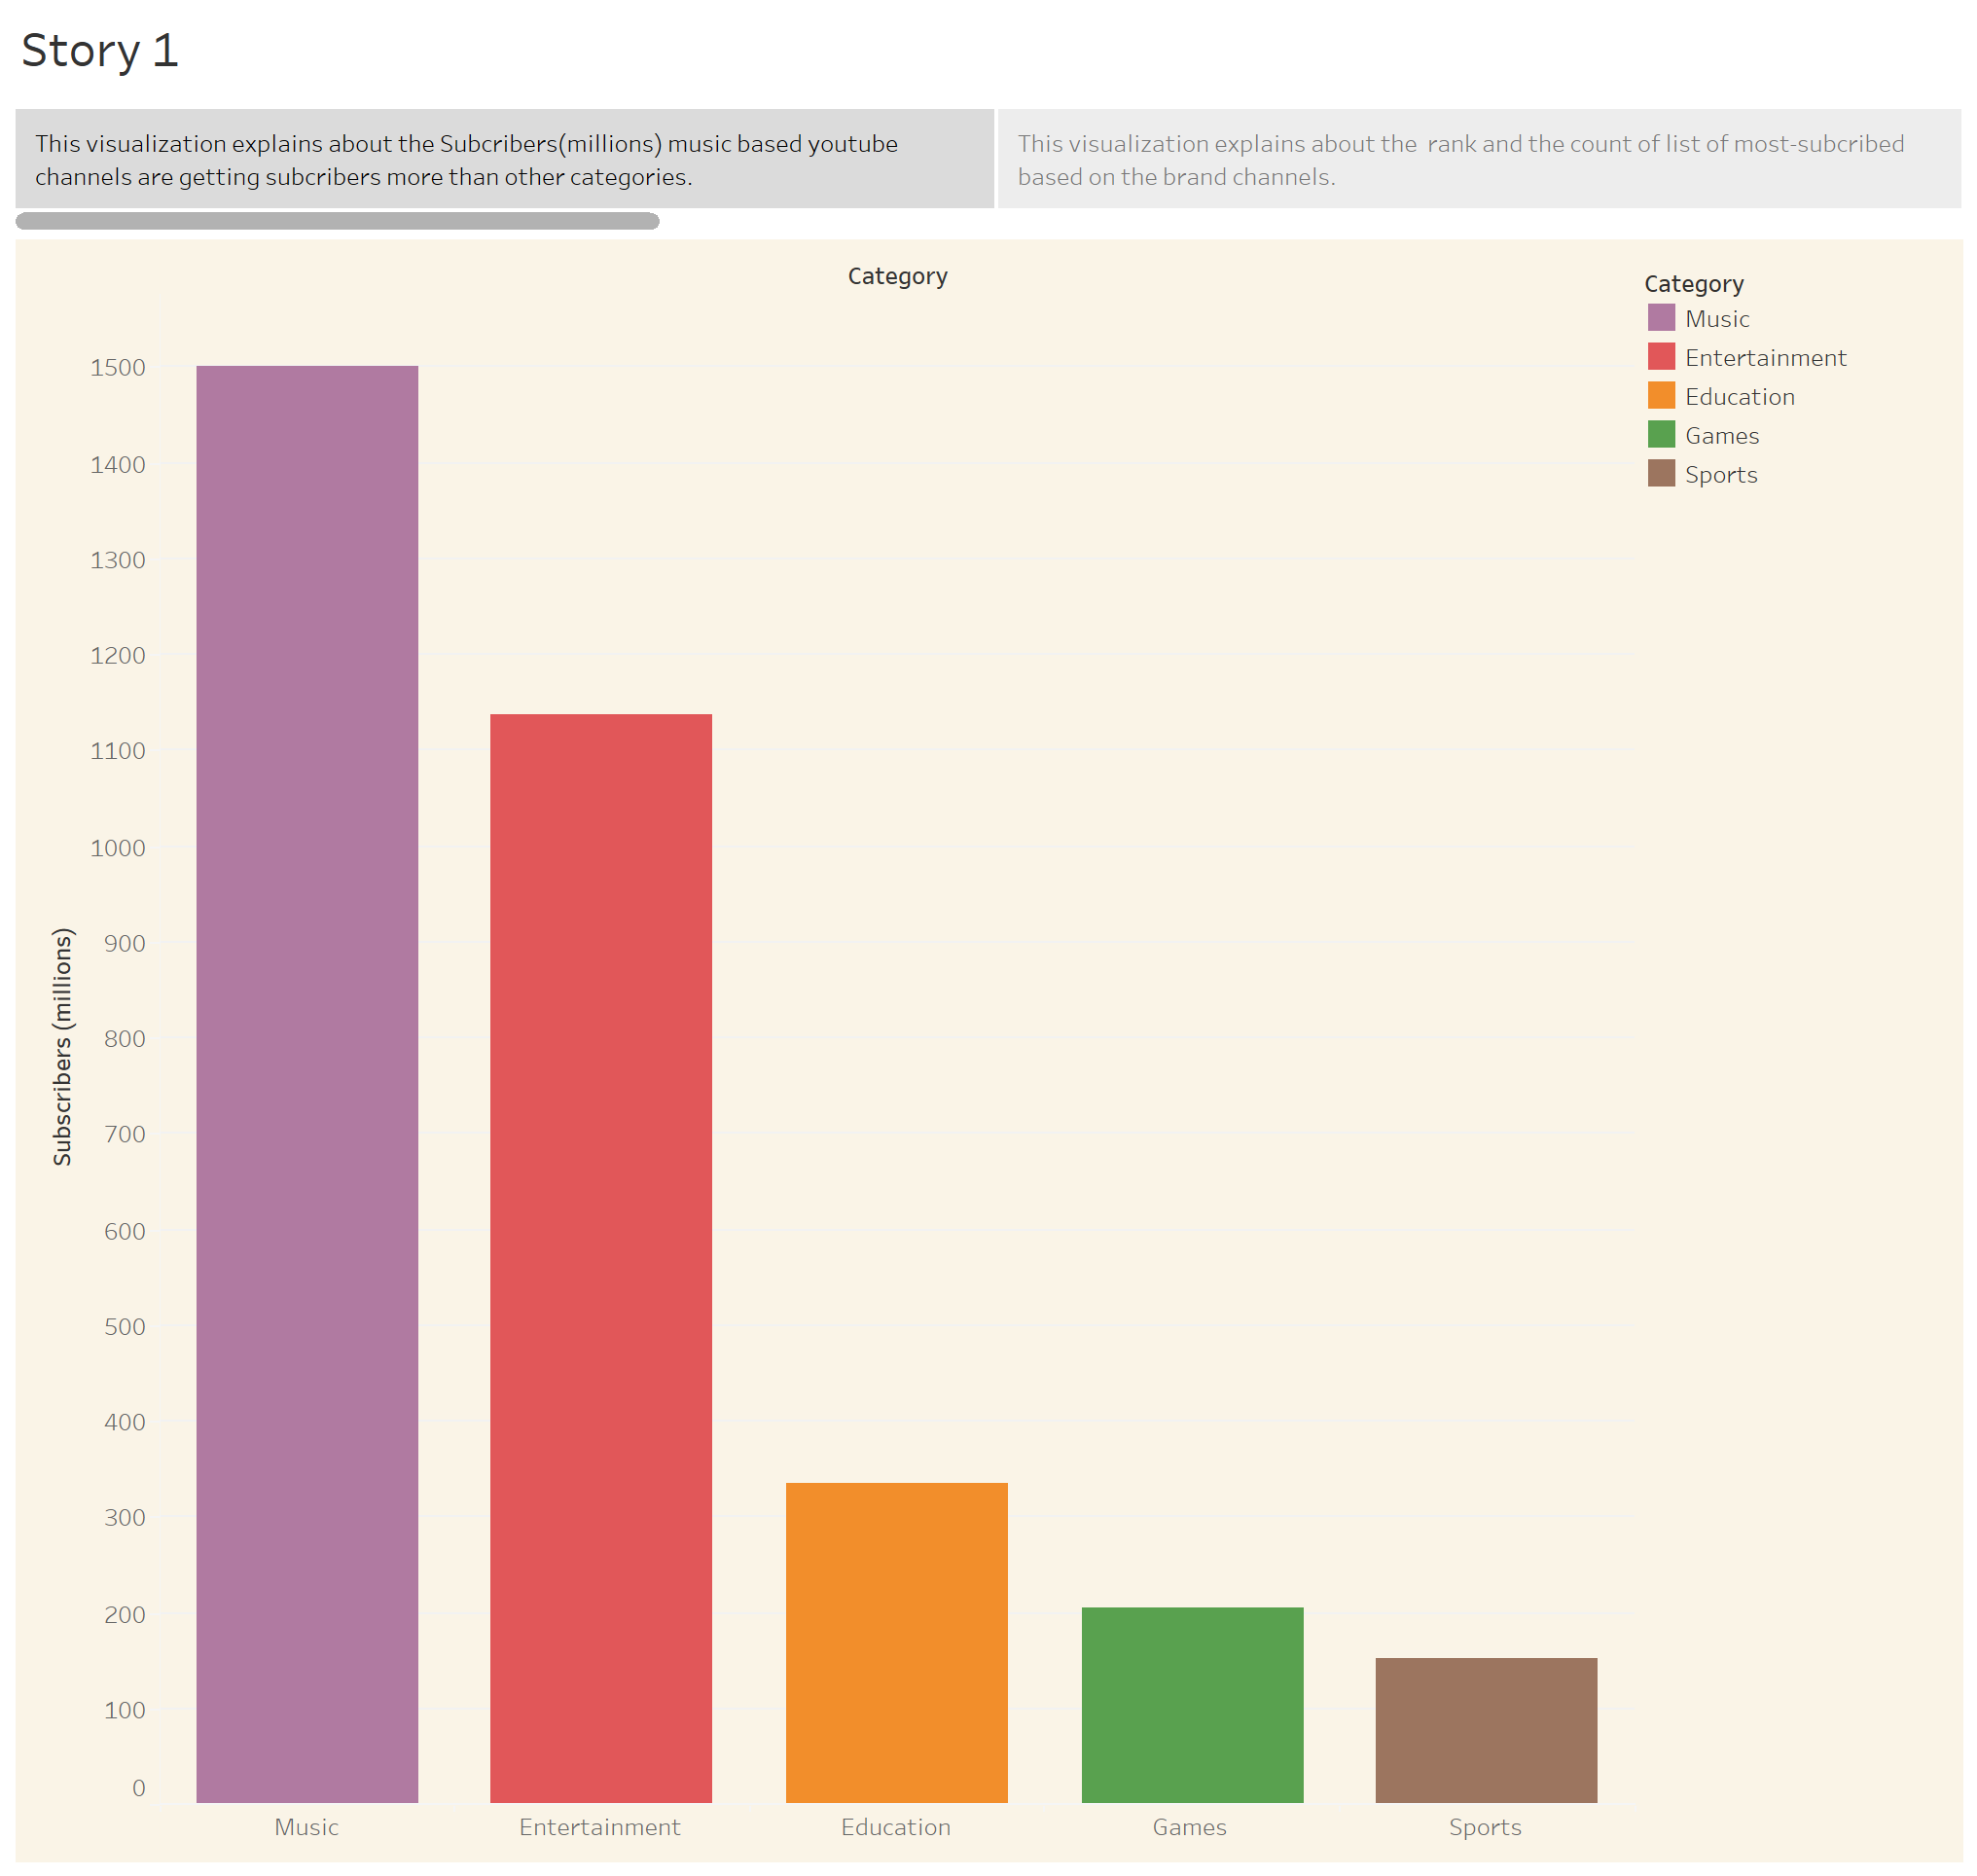 Story 1
This visualization explains about the Subcribers(millions) music based youtube
channels are getting subcribers more than other categories.
This visualization explains about the  rank and the count of list of most-subcribed
based on the brand channels.
Category
Category
Music
Entertainment
Education
Games
Sports
1500
1400
1300
1200
1100
1000
900
800
700
600
500
400
300
200
100
0
Subscribers (millions)
Music
Entertainment
Education
Games
Sports